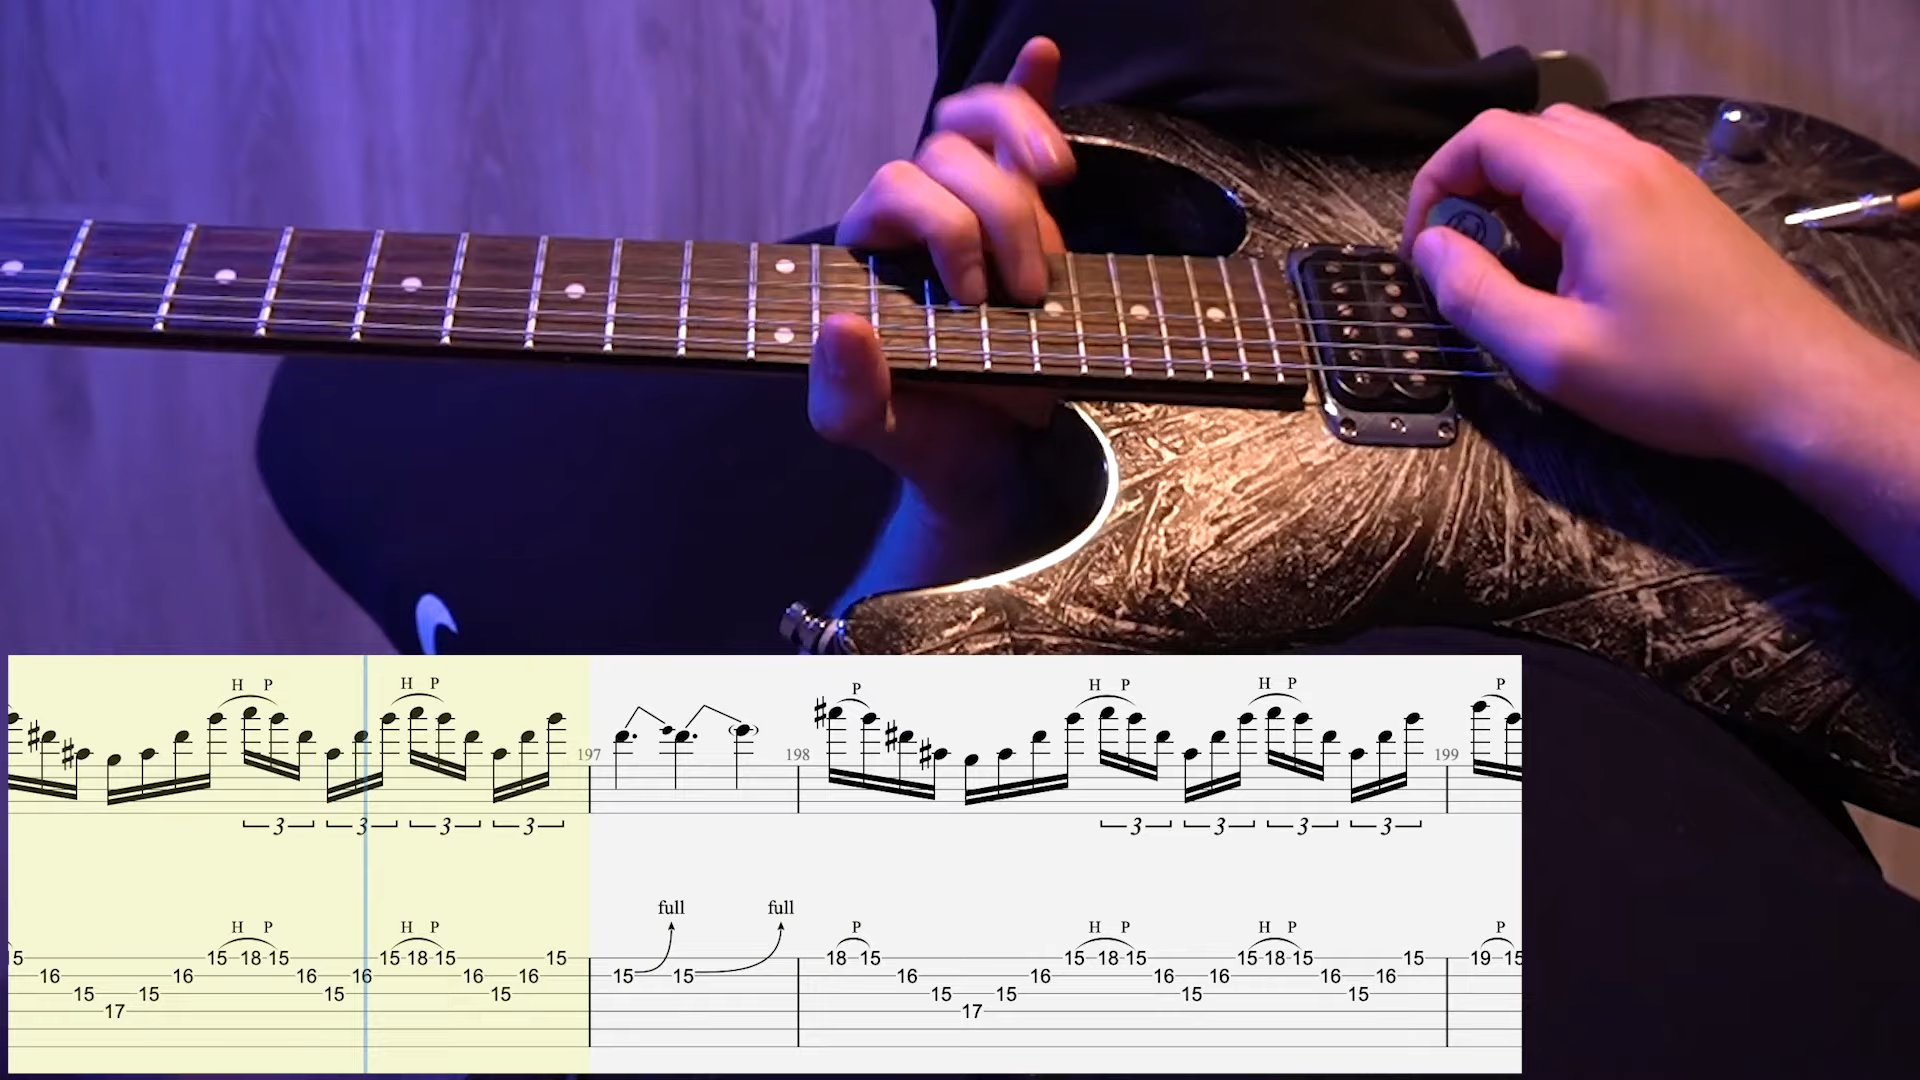 H P H P P H P H P P
197 198 199
3 3 3 3 3 3 3 3
full full
H P H P P H P H P P
15 15 18 15 15 18 15 15 15 15 18 15 15 18 15 15 18 15 15 19 15
16 16 16 16 16 16 15 15 16 16 16 16 16 16
15 15 15 15 15 15 15 15
17 17